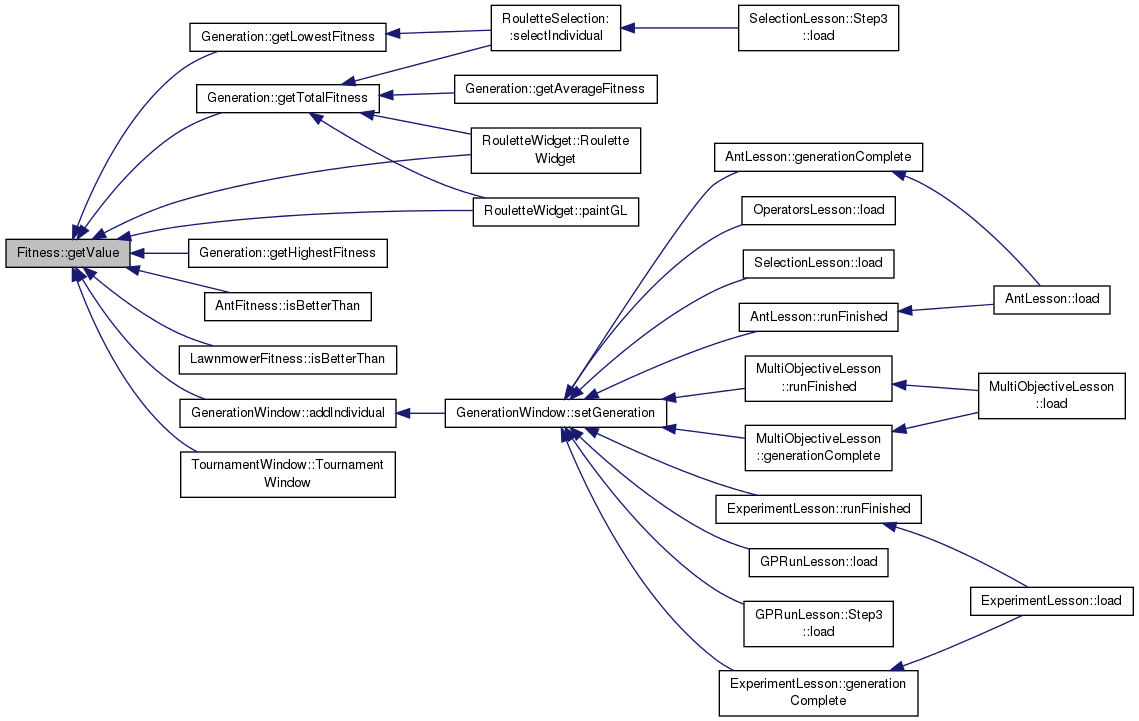 Fitness::getValue
Generation::getLowestFitness
Generation::getTotalFitness
Generation::getHighestFitness
AntFitness::isBetterThan
LawnmowerFitness::isBetterThan
GenerationWindow::addIndividual
TournamentWindow::Tournament
Window
RouletteSelection:
:selectIndividual
Generation::getAverageFitness
RouletteWidget::Roulette
Widget
RouletteWidget::paintGL
GenerationWindow::setGeneration
SelectionLesson::Step3
::load
AntLesson::generationComplete
OperatorsLesson::load
SelectionLesson::load
AntLesson::runFinished
MultiObjectiveLesson
::runFinished
MultiObjectiveLesson
::generationComplete
ExperimentLesson::runFinished
GPRunLesson::load
GPRunLesson::Step3
::load
ExperimentLesson::generation
Complete
AntLesson::load
MultiObjectiveLesson
::load
ExperimentLesson::load